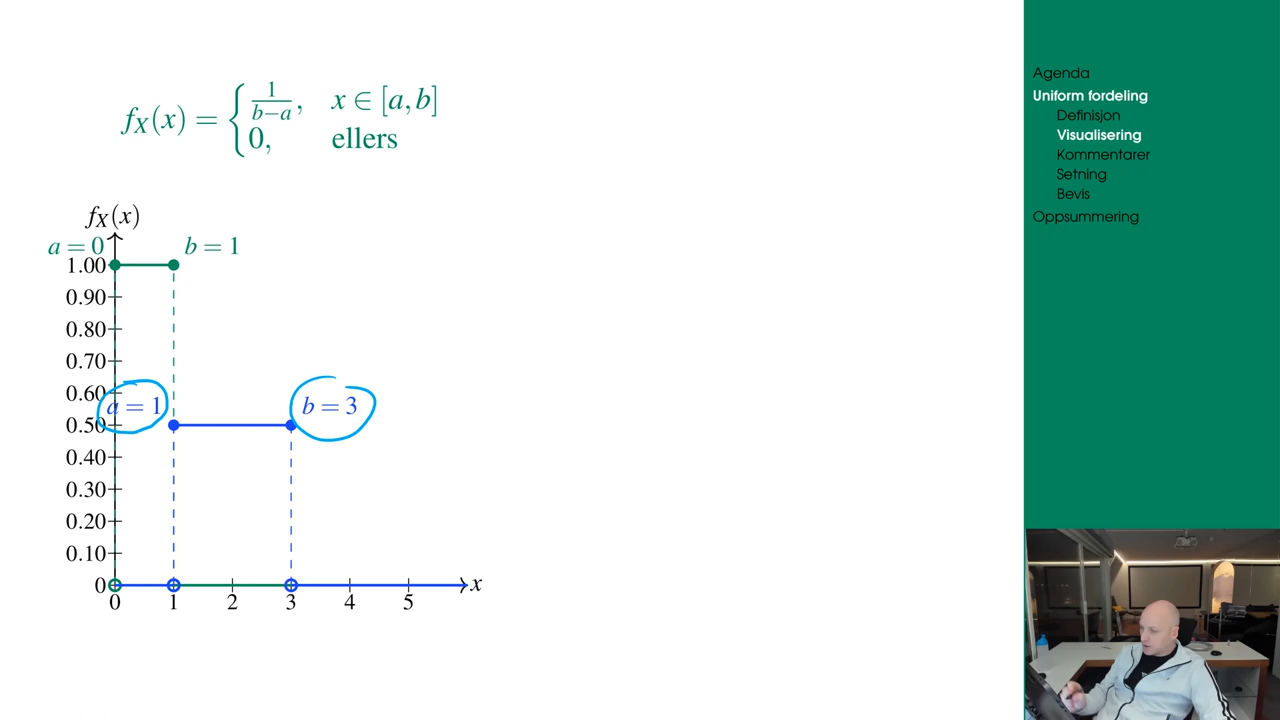 f_X(x) = { 1/(b−a), x ∈ [a, b]
0, ellers
f_X(x)
a = 0 b = 1
1.00
0.90
0.80
0.70
0.60
a = 1 b = 3
0.50
0.40
0.30
0.20
0.10
0
x
0 1 2 3 4 5
Agenda
Uniform fordeling
Definisjon
Visualisering
Kommentarer
Setning
Bevis
Oppsummering